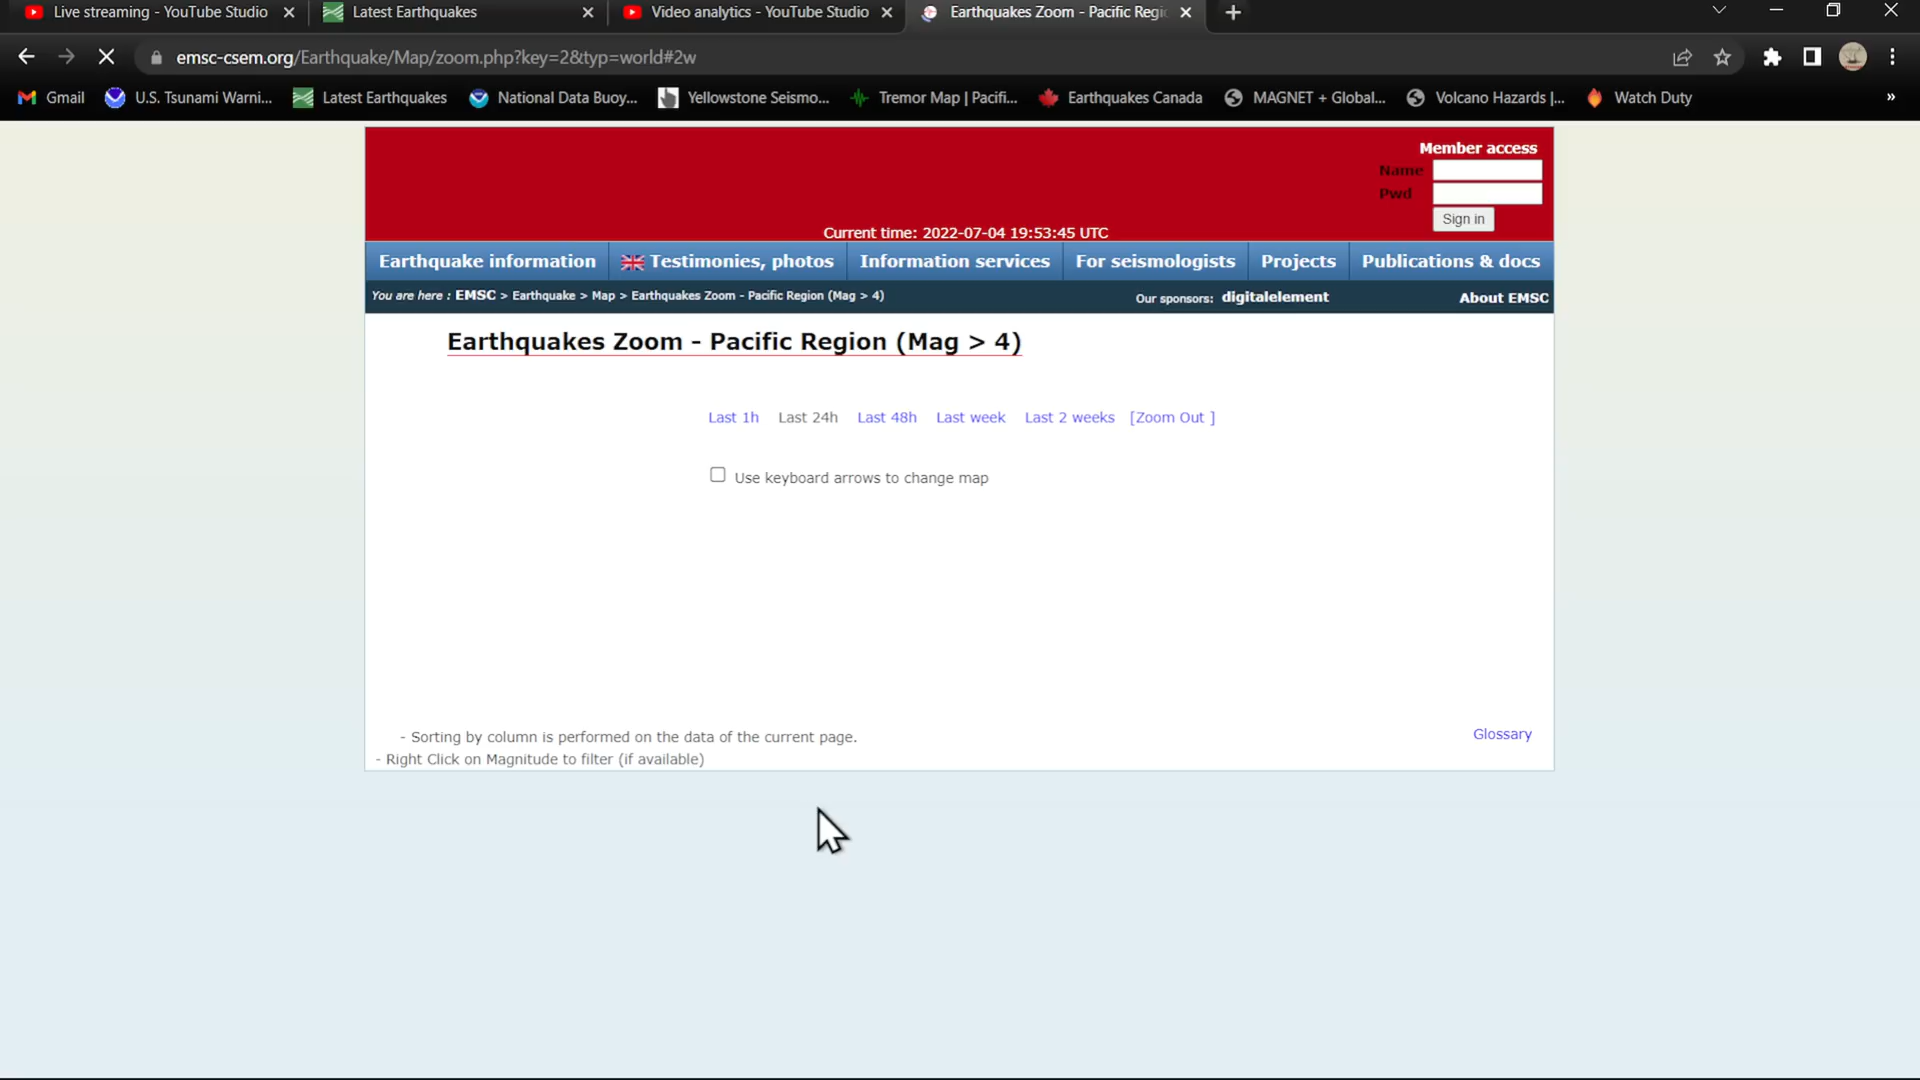 Live streaming - YouTube Studio
Latest Earthquakes
Video analytics - YouTube Studio
Earthquakes Zoom - Pacific Regi
emsc-csem.org/Earthquake/Map/zoom.php?key=2&typ=world#2w
Gmail
U.S. Tsunami Warni...
Latest Earthquakes
National Data Buoy...
Yellowstone Seismo...
Tremor Map | Pacifi...
Earthquakes Canada
MAGNET + Global...
Volcano Hazards |...
Watch Duty
»
Member access
Name
Pwd
Sign in
Current time: 2022-07-04 19:53:45 UTC
Earthquake information
Testimonies, photos
Information services
For seismologists
Projects
Publications & docs
You are here : EMSC > Earthquake > Map > Earthquakes Zoom - Pacific Region (Mag > 4)
Our sponsors: digitalelement
About EMSC
Earthquakes Zoom - Pacific Region (Mag > 4)
Last 1h Last 24h Last 48h Last week Last 2 weeks [Zoom Out ]
Use keyboard arrows to change map
- Sorting by column is performed on the data of the current page.
Glossary
- Right Click on Magnitude to filter (if available)